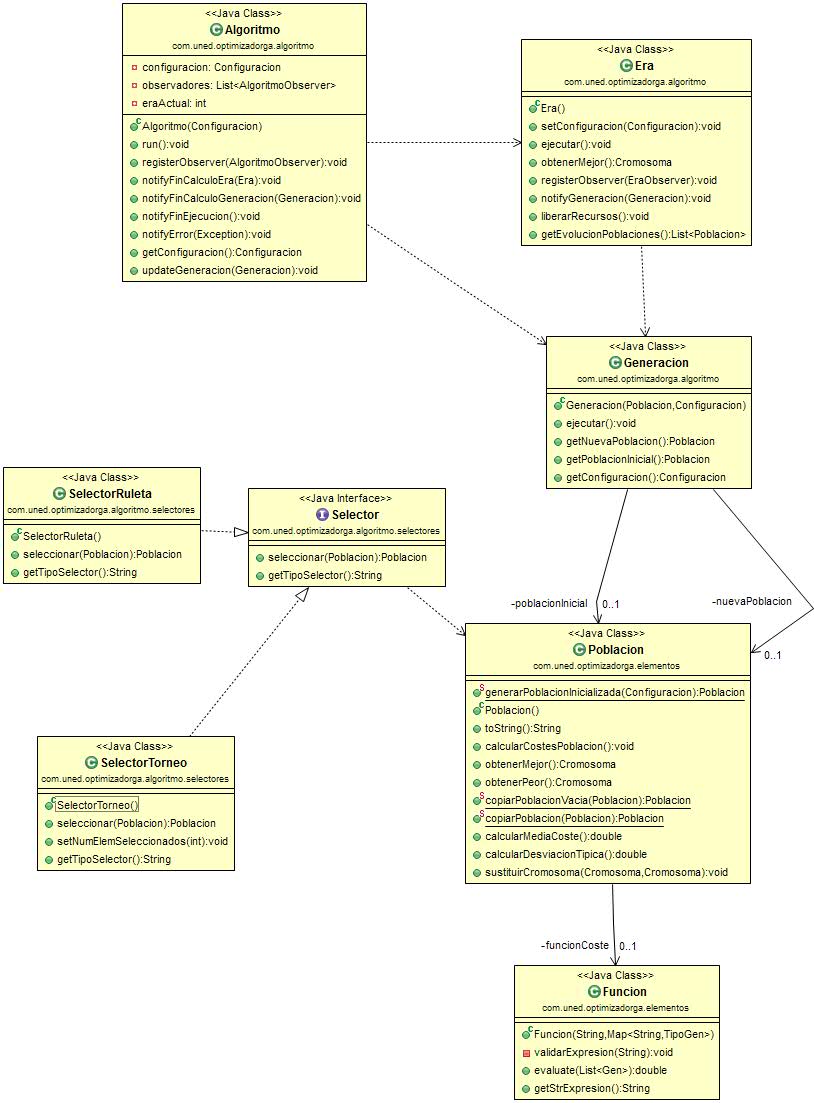 <<Java Class>>
Algoritmo
com.uned.optimizadorga.algoritmo
configuracion: Configuracion
observadores: List<AlgoritmoObserver>
eraActual: int
Algoritmo(Configuracion)
run():void
registerObserver(AlgoritmoObserver):void
notifyFinCalculoEra(Era):void
notifyFinCalculoGeneracion(Generacion):void
notifyFinEjecucion():void
notifyError(Exception):void
getConfiguracion():Configuracion
updateGeneracion(Generacion):void
<<Java Class>>
Era
com.uned.optimizadorga.algoritmo
Era()
setConfiguracion(Configuracion):void
ejecutar():void
obtenerMejor():Cromosoma
registerObserver(EraObserver):void
notifyGeneracion(Generacion):void
liberarRecursos():void
getEvolucionPoblaciones():List<Poblacion>
<<Java Class>>
Generacion
com.uned.optimizadorga.algoritmo
Generacion(Poblacion,Configuracion)
ejecutar():void
getNuevaPoblacion():Poblacion
getPoblacionInicial():Poblacion
getConfiguracion():Configuracion
<<Java Class>>
SelectorRuleta
com.uned.optimizadorga.algoritmo.selectores
SelectorRuleta()
seleccionar(Poblacion):Poblacion
getTipoSelector():String
<<Java Interface>>
Selector
com.uned.optimizadorga.algoritmo.selectores
seleccionar(Poblacion):Poblacion
getTipoSelector():String
-poblacionInicial
0..1
-nuevaPoblacion
0..1
<<Java Class>>
Poblacion
com.uned.optimizadorga.elementos
generarPoblacionInicializada(Configuracion):Poblacion
Poblacion()
toString():String
calcularCostesPoblacion():void
obtenerMejor():Cromosoma
obtenerPeor():Cromosoma
copiarPoblacionVacia(Poblacion):Poblacion
copiarPoblacion(Poblacion):Poblacion
calcularMediaCoste():double
calcularDesviacionTipica():double
sustituirCromosoma(Cromosoma,Cromosoma):void
<<Java Class>>
SelectorTorneo
com.uned.optimizadorga.algoritmo.selectores
SelectorTorneo()
seleccionar(Poblacion):Poblacion
setNumElemSeleccionados(int):void
getTipoSelector():String
-funcionCoste
0..1
<<Java Class>>
Funcion
com.uned.optimizadorga.elementos
Funcion(String,Map<String,TipoGen>)
validarExpresion(String):void
evaluate(List<Gen>):double
getStrExpresion():String